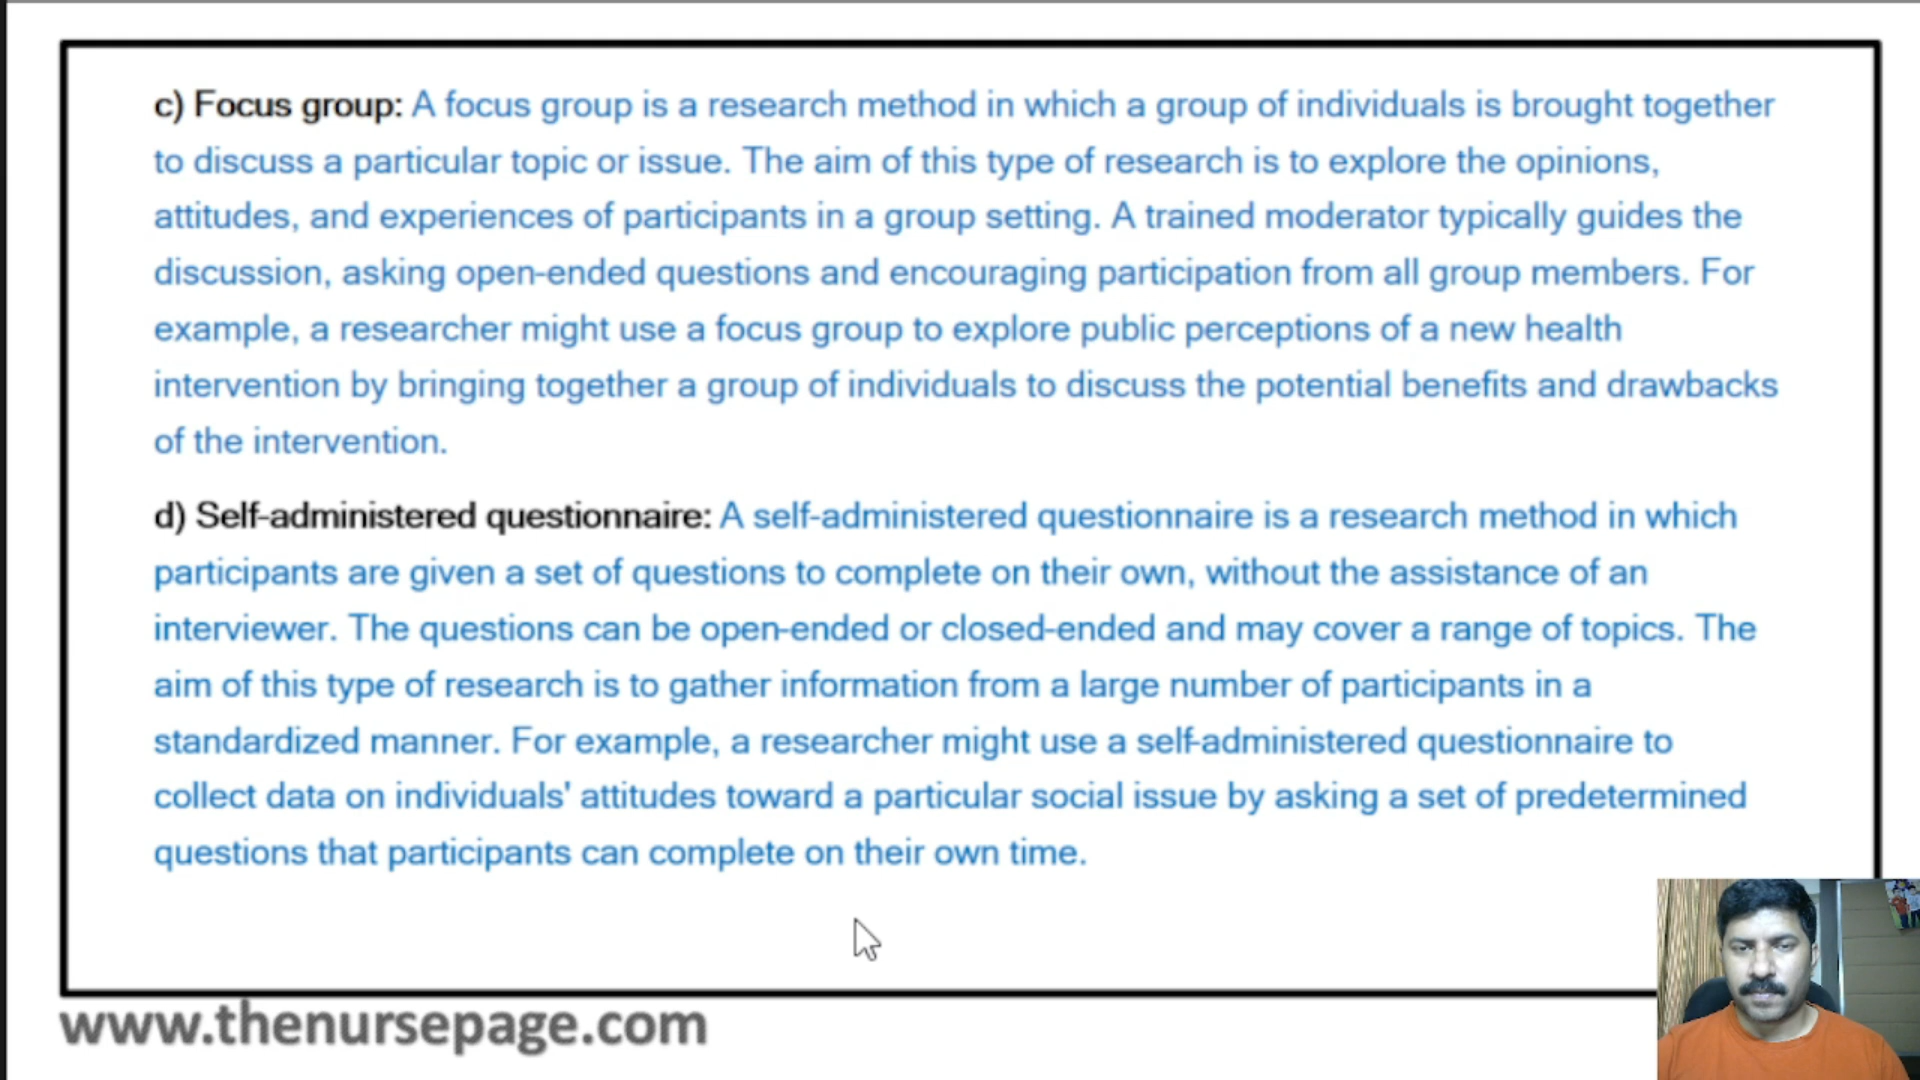 c) Focus group: A focus group is a research method in which a group of individuals is brought together
to discuss a particular topic or issue. The aim of this type of research is to explore the opinions,
attitudes, and experiences of participants in a group setting. A trained moderator typically guides the
discussion, asking open-ended questions and encouraging participation from all group members. For
example, a researcher might use a focus group to explore public perceptions of a new health
intervention by bringing together a group of individuals to discuss the potential benefits and drawbacks
of the intervention.
d) Self-administered questionnaire: A self-administered questionnaire is a research method in which
participants are given a set of questions to complete on their own, without the assistance of an
interviewer. The questions can be open-ended or closed-ended and may cover a range of topics. The
aim of this type of research is to gather information from a large number of participants in a
standardized manner. For example, a researcher might use a self-administered questionnaire to
collect data on individuals' attitudes toward a particular social issue by asking a set of predetermined
questions that participants can complete on their own time.
www.thenursepage.com